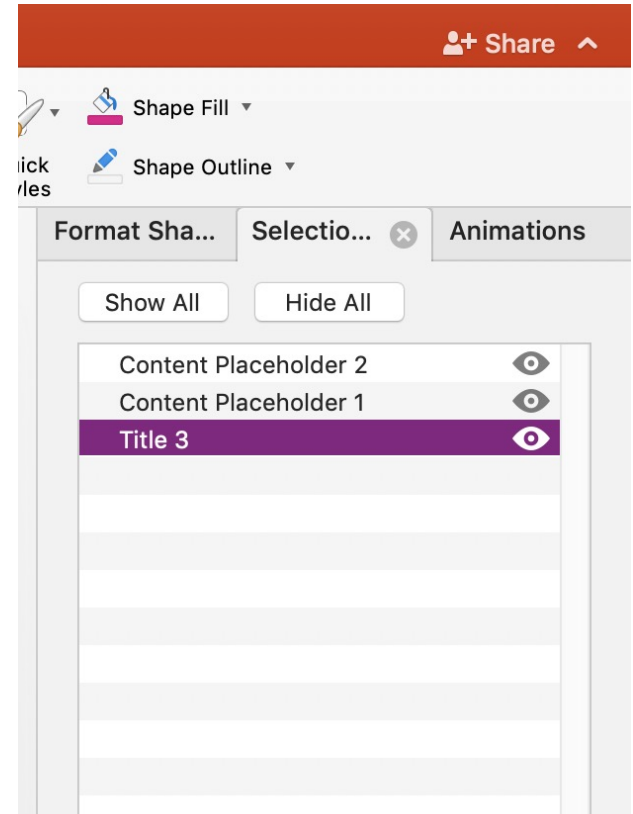 Share
Shape Fill
Shape Outline
Format Sha...
Selectio...
Animations
Show All
Hide All
Content Placeholder 2
Content Placeholder 1
Title 3